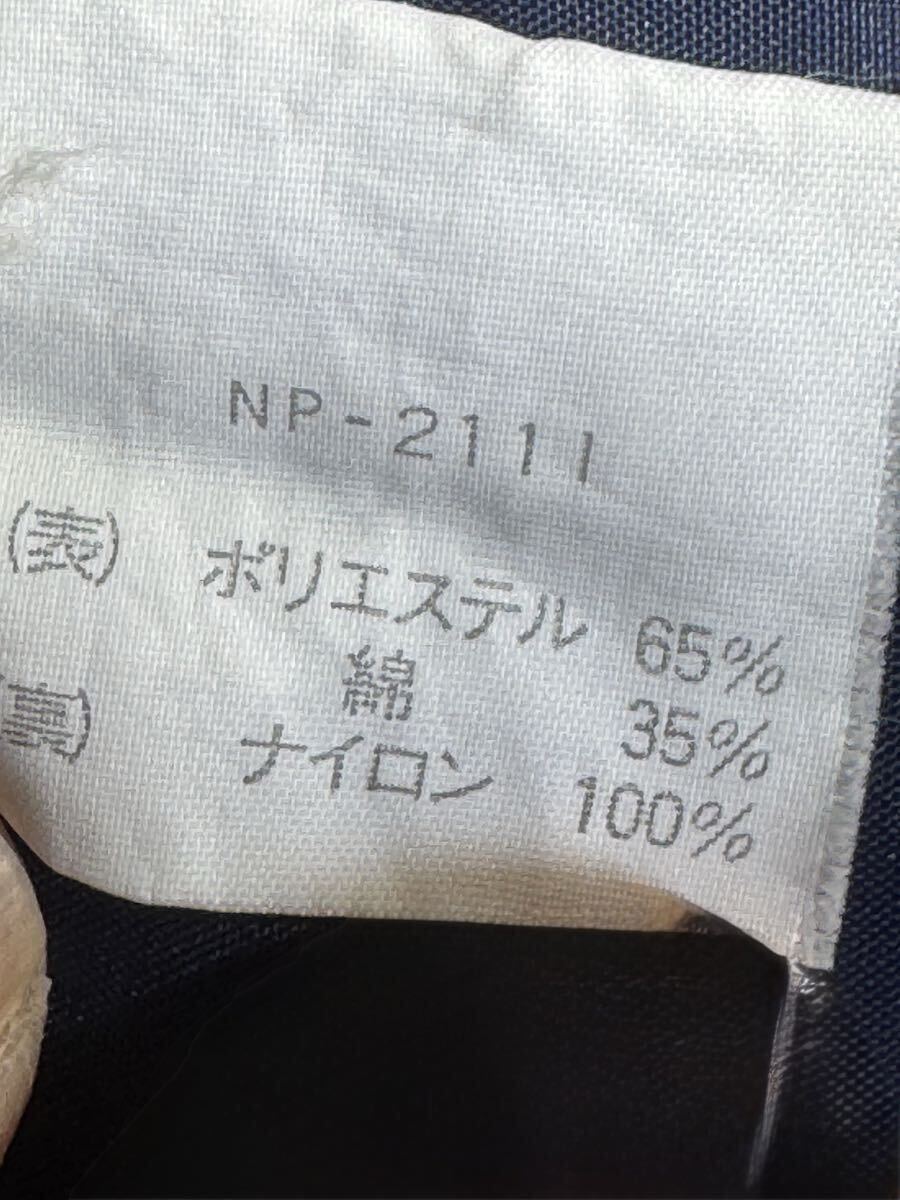 NP-2111
(表) ポリエステル 65%
綿 35%
(裏) ナイロン 100%